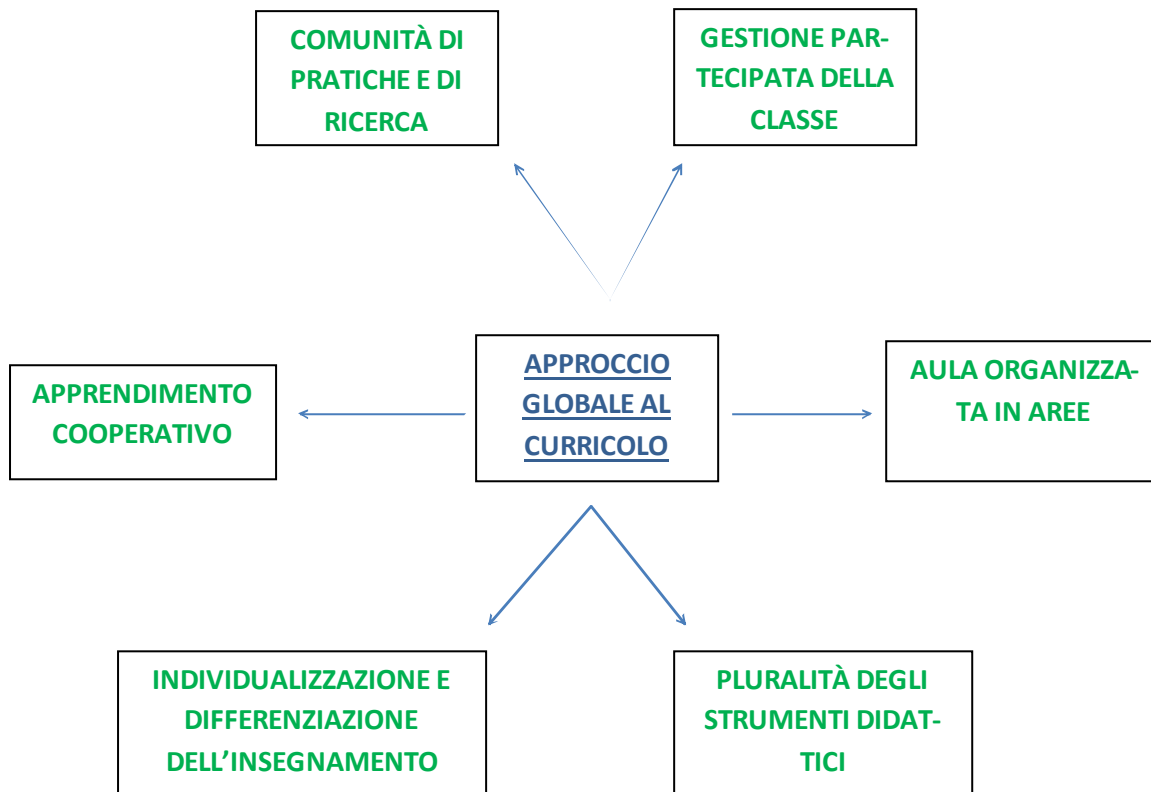 COMUNITÀ DI
PRATICHE E DI
RICERCA
GESTIONE PAR-
TECIPATA DELLA
CLASSE
APPRENDIMENTO
COOPERATIVO
APPROCCIO
GLOBALE AL
CURRICOLO
AULA ORGANIZZA-
TA IN AREE
INDIVIDUALIZZAZIONE E
DIFFERENZIAZIONE
DELL’INSEGNAMENTO
PLURALITÀ DEGLI
STRUMENTI DIDAT-
TICI